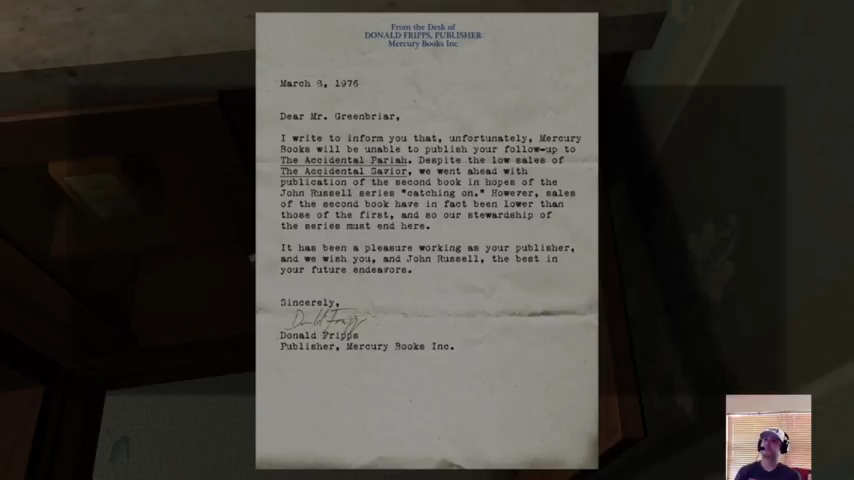 From the Desk of
DONALD FRIPPS, PUBLISHER
Mercury Books Inc
March 8, 1976
Dear Mr. Greenbriar,
I write to inform you that, unfortunately, Mercury
Books will be unable to publish your follow-up to
The Accidental Pariah. Despite the low sales of
The Accidental Savior, we went ahead with
publication of the second book in hopes of the
John Russell series "catching on." However, sales
of the second book have in fact been lower than
those of the first, and so our stewardship of
the series must end here.
It has been a pleasure working as your publisher,
and we wish you, and John Russell, the best in
your future endeavors.
Sincerely,
Donald Fripps
Donald Fripps
Publisher, Mercury Books Inc.